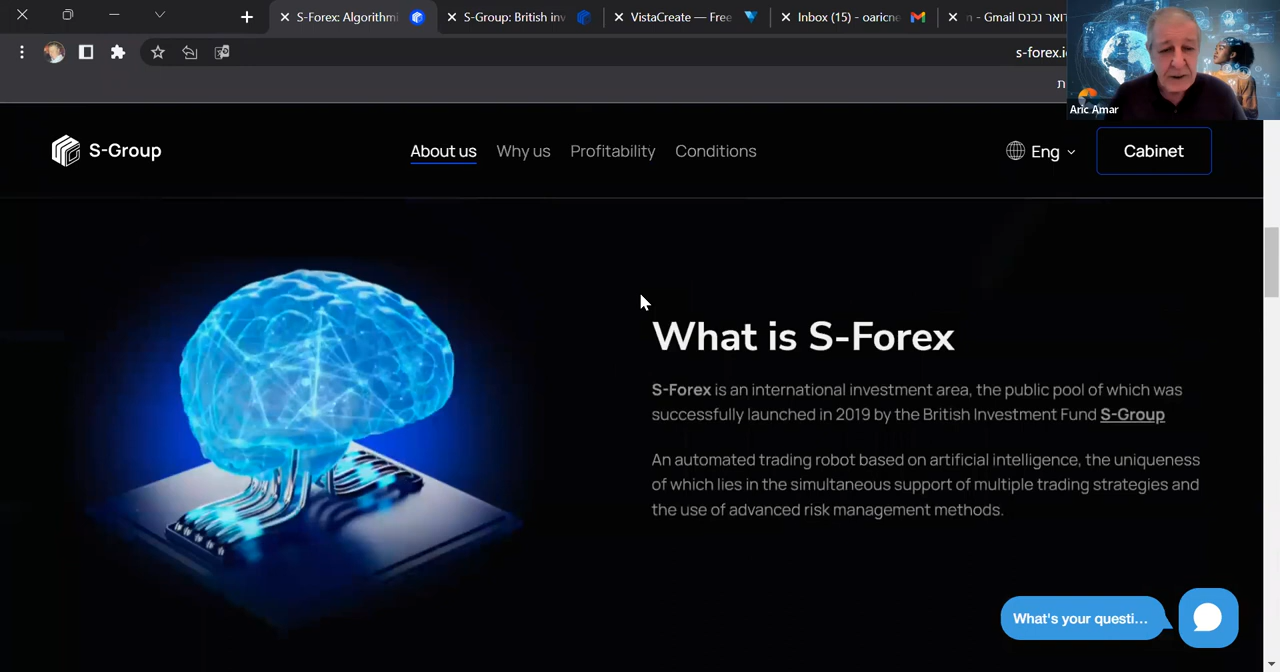 S-Forex: Algorithmi
S-Group: British inv
VistaCreate — Free
Inbox (15) - oaricne
דואר נכנס - Gmail
s-forex.i
ת
Aric Amar
S-Group
About us
Why us
Profitability
Conditions
Eng
Cabinet
What is S-Forex
S-Forex is an international investment area, the public pool of which was
successfully launched in 2019 by the British Investment Fund S-Group
An automated trading robot based on artificial intelligence, the uniqueness
of which lies in the simultaneous support of multiple trading strategies and
the use of advanced risk management methods.
What's your questi...